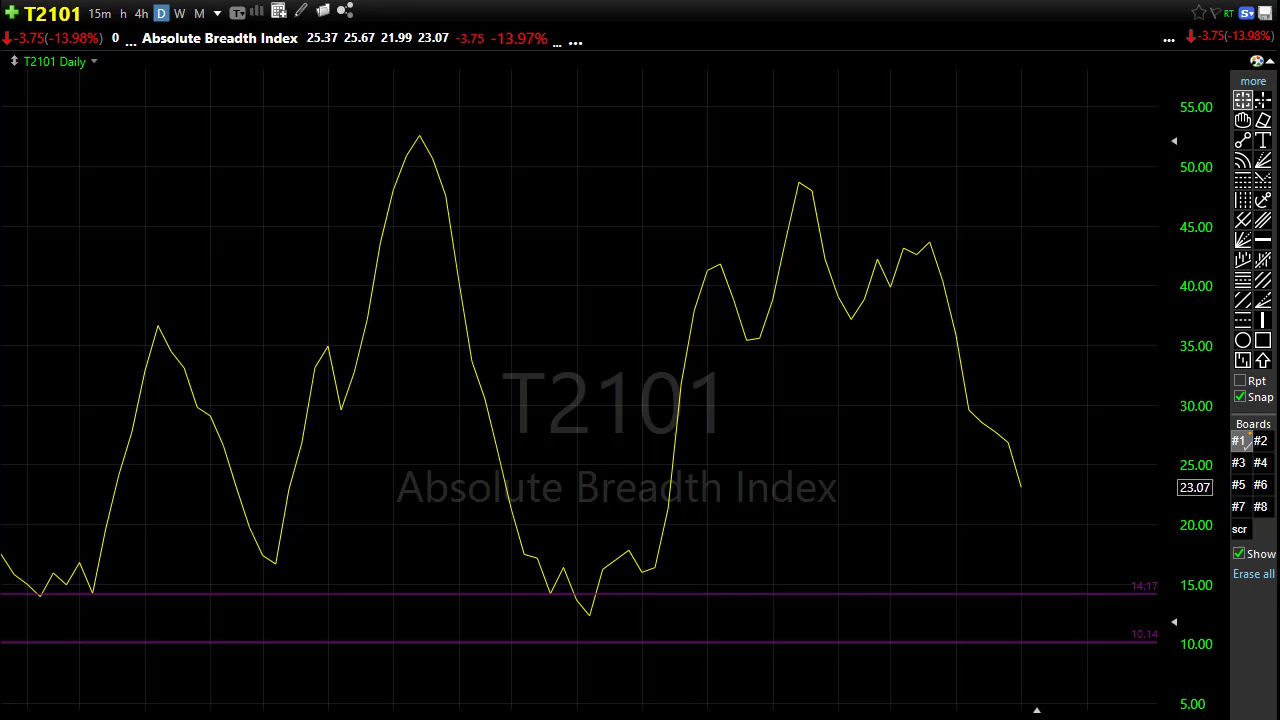 T2101 15m h 4h D W M T RT S
-3.75(-13.98%) 0 ... Absolute Breadth Index 25.37 25.67 21.99 23.07 -3.75 -13.97% ... ... ... -3.75(-13.98%)
T2101 Daily
more
55.00
50.00
45.00
40.00
35.00
30.00
25.00
23.07
20.00
15.00
10.00
5.00
14.17
10.14
T2101
Absolute Breadth Index
T
Rpt
Snap
Boards
#1 #2
#3 #4
#5 #6
#7 #8
scr
Show
Erase all